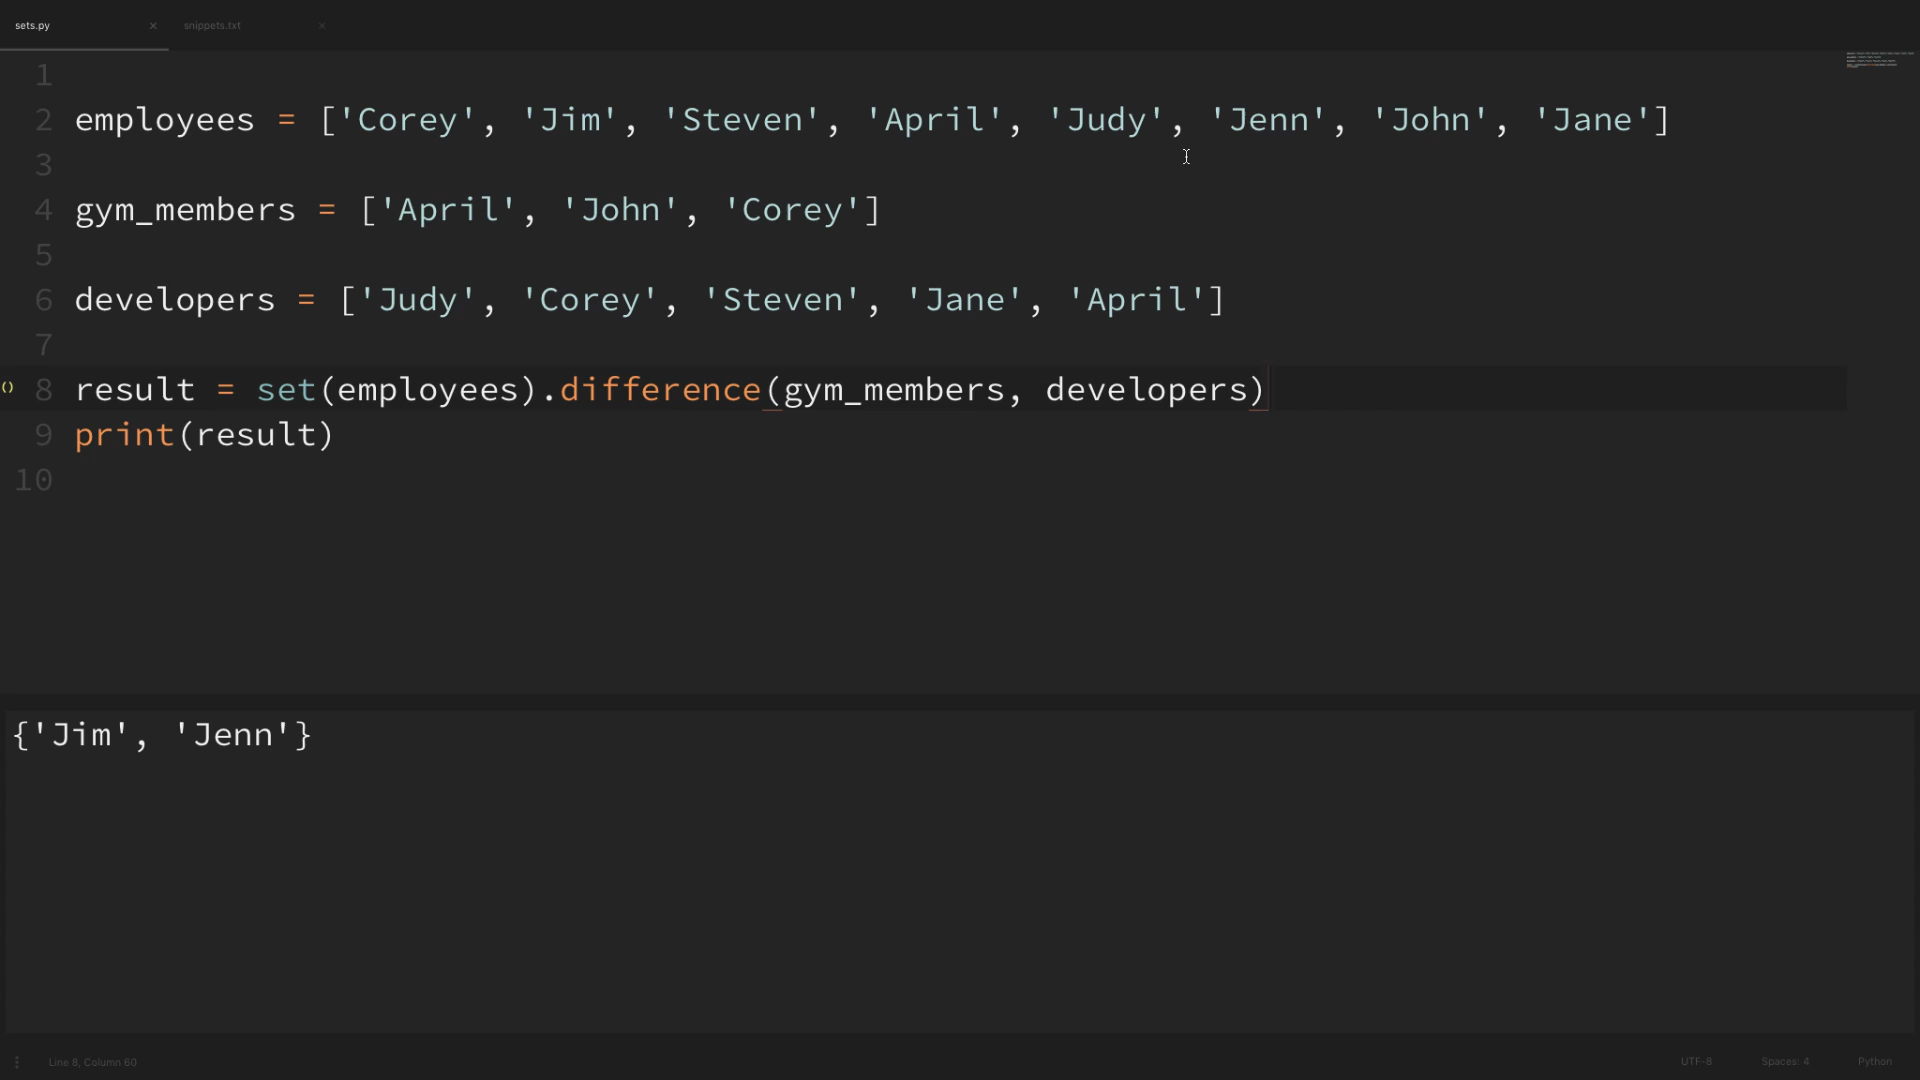 sets.py × snippets.txt ×
1
2 employees = ['Corey', 'Jim', 'Steven', 'April', 'Judy', 'Jenn', 'John', 'Jane']
3
4 gym_members = ['April', 'John', 'Corey']
5
6 developers = ['Judy', 'Corey', 'Steven', 'Jane', 'April']
7
() 8 result = set(employees).difference(gym_members, developers)
9 print(result)
10
{'Jim', 'Jenn'}
Line 8, Column 60 UTF-8 Spaces: 4 Python